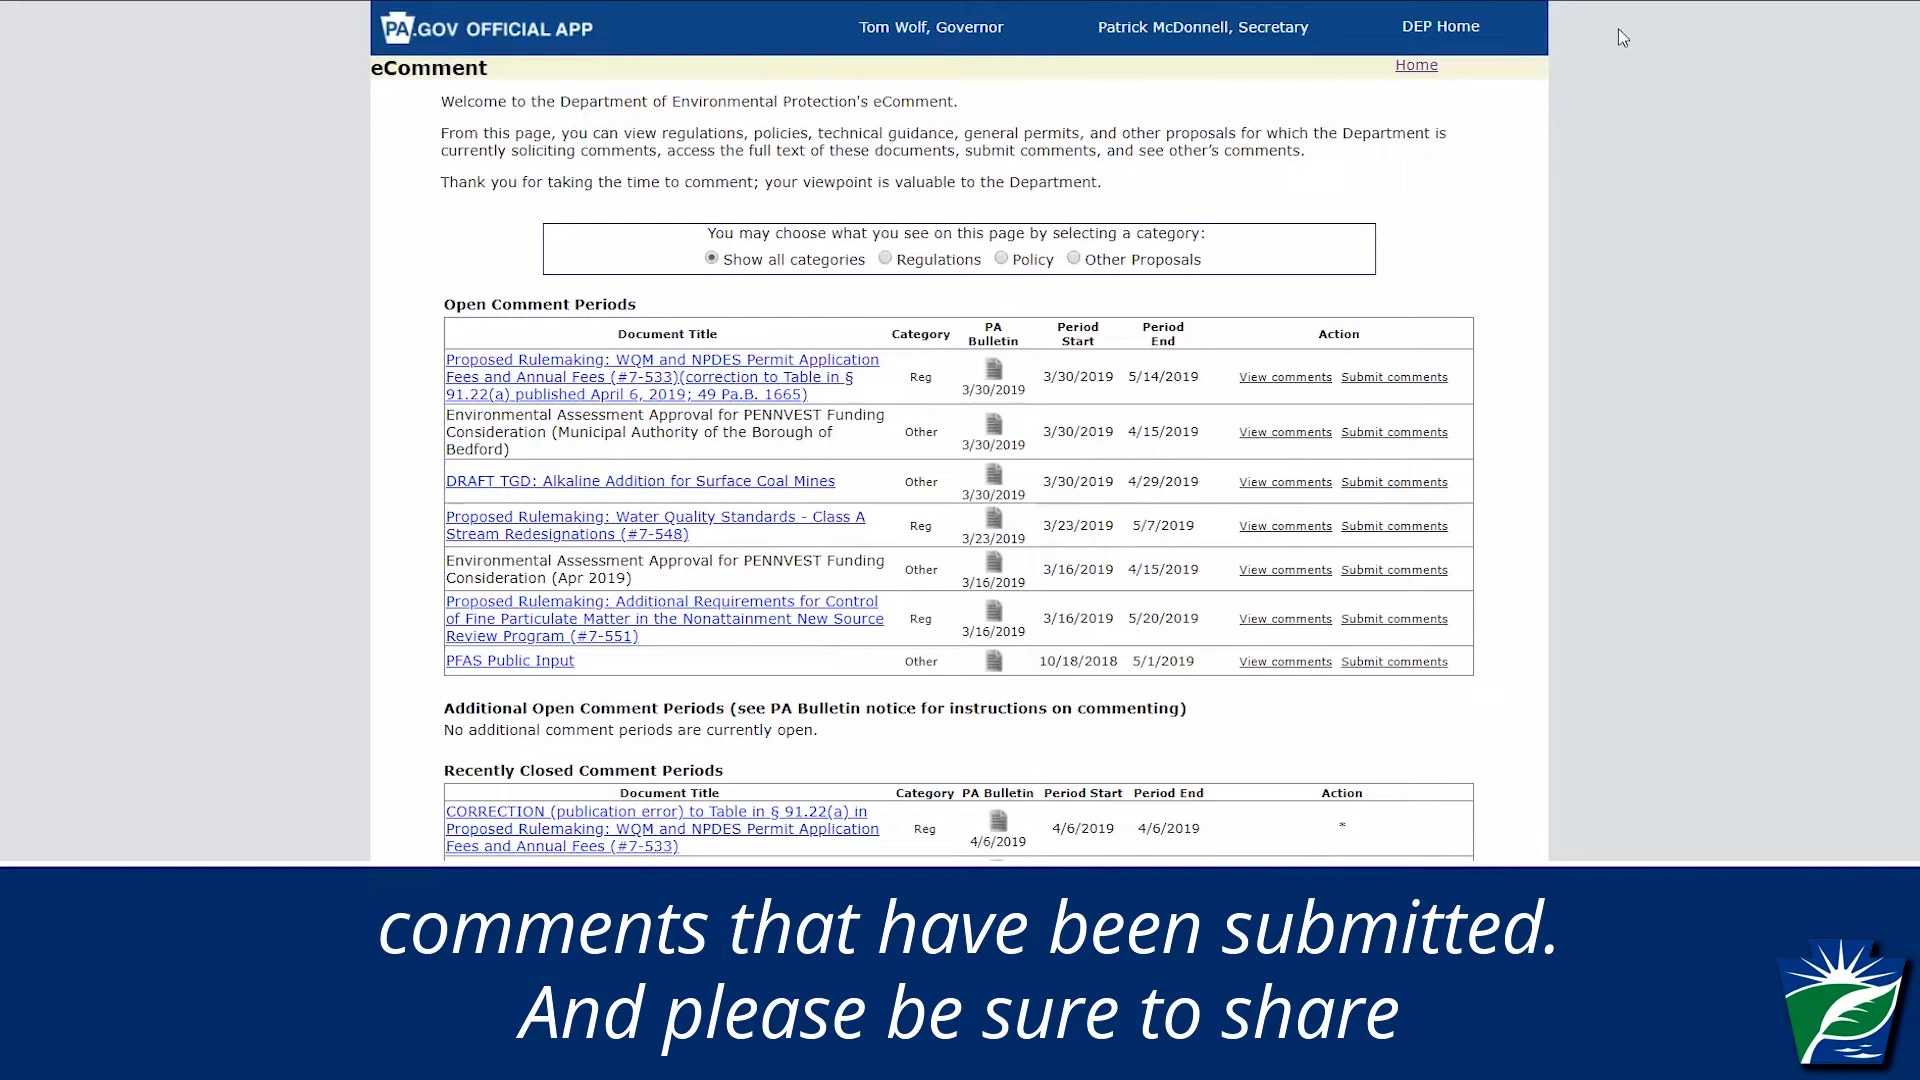 PA.GOV OFFICIAL APP
Tom Wolf, Governor
Patrick McDonnell, Secretary
DEP Home
eComment
Home
Welcome to the Department of Environmental Protection's eComment.
From this page, you can view regulations, policies, technical guidance, general permits, and other proposals for which the Department is
currently soliciting comments, access the full text of these documents, submit comments, and see other's comments.
Thank you for taking the time to comment; your viewpoint is valuable to the Department.
You may choose what you see on this page by selecting a category:
Show all categories Regulations Policy Other Proposals
Open Comment Periods
Document Title Category PA Bulletin Period Start Period End Action
Proposed Rulemaking: WQM and NPDES Permit Application
Fees and Annual Fees (#7-533)(correction to Table in §
91.22(a) published April 6, 2019; 49 Pa.B. 1665)
Reg 3/30/2019 3/30/2019 5/14/2019 View comments Submit comments
Environmental Assessment Approval for PENNVEST Funding
Consideration (Municipal Authority of the Borough of
Bedford)
Other 3/30/2019 3/30/2019 4/15/2019 View comments Submit comments
DRAFT TGD: Alkaline Addition for Surface Coal Mines
Other 3/30/2019 3/30/2019 4/29/2019 View comments Submit comments
Proposed Rulemaking: Water Quality Standards - Class A
Stream Redesignations (#7-548)
Reg 3/23/2019 3/23/2019 5/7/2019 View comments Submit comments
Environmental Assessment Approval for PENNVEST Funding
Consideration (Apr 2019)
Other 3/16/2019 3/16/2019 4/15/2019 View comments Submit comments
Proposed Rulemaking: Additional Requirements for Control
of Fine Particulate Matter in the Nonattainment New Source
Review Program (#7-551)
Reg 3/16/2019 3/16/2019 5/20/2019 View comments Submit comments
PFAS Public Input
Other 10/18/2018 5/1/2019 View comments Submit comments
Additional Open Comment Periods (see PA Bulletin notice for instructions on commenting)
No additional comment periods are currently open.
Recently Closed Comment Periods
Document Title Category PA Bulletin Period Start Period End Action
CORRECTION (publication error) to Table in § 91.22(a) in
Proposed Rulemaking: WQM and NPDES Permit Application
Fees and Annual Fees (#7-533)
Reg 4/6/2019 4/6/2019 4/6/2019 *
comments that have been submitted.
And please be sure to share